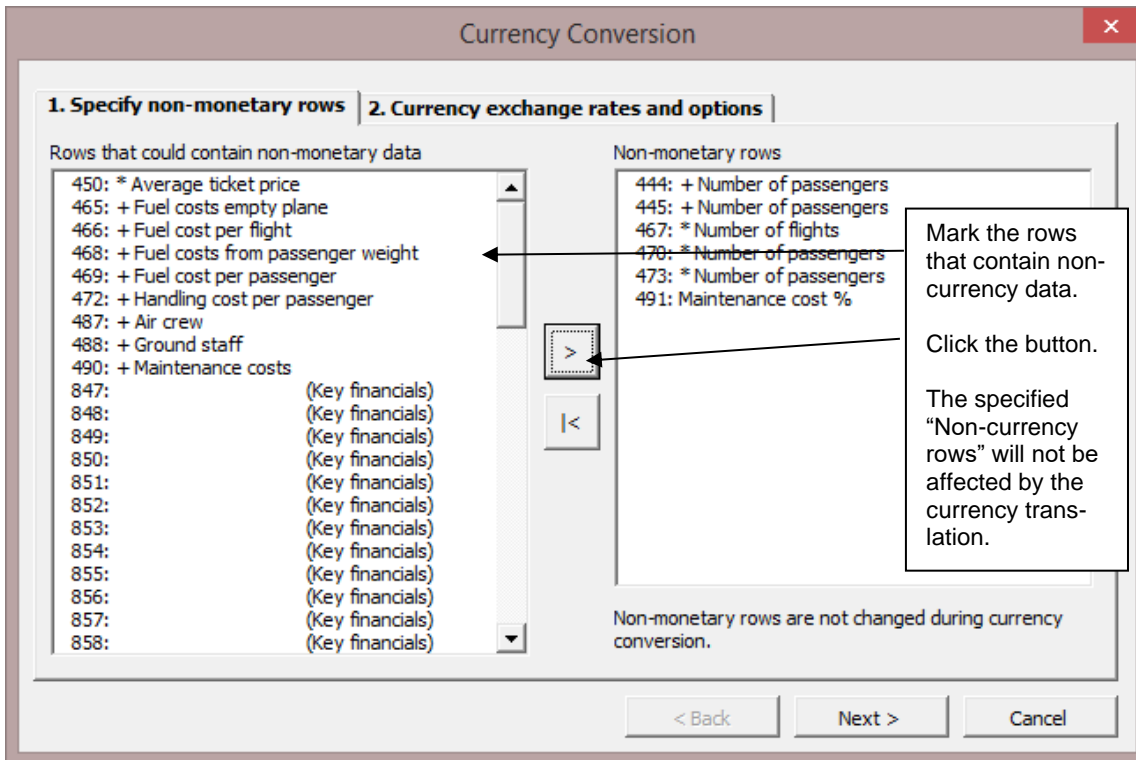 Currency Conversion
×
1. Specify non-monetary rows
2. Currency exchange rates and options
Rows that could contain non-monetary data
450: * Average ticket price
465: + Fuel costs empty plane
466: + Fuel cost per flight
468: + Fuel costs from passenger weight
469: + Fuel cost per passenger
472: + Handling cost per passenger
487: + Air crew
488: + Ground staff
490: + Maintenance costs
847: (Key financials)
848: (Key financials)
849: (Key financials)
850: (Key financials)
851: (Key financials)
852: (Key financials)
853: (Key financials)
854: (Key financials)
855: (Key financials)
856: (Key financials)
857: (Key financials)
858: (Key financials)
>
|<
Non-monetary rows
444: + Number of passengers
445: + Number of passengers
467: * Number of flights
470: * Number of passengers
473: * Number of passengers
491: Maintenance cost %
Mark the rows
that contain non-
currency data.
Click the button.
The specified
“Non-currency
rows” will not be
affected by the
currency trans-
lation.
Non-monetary rows are not changed during currency
conversion.
< Back
Next >
Cancel